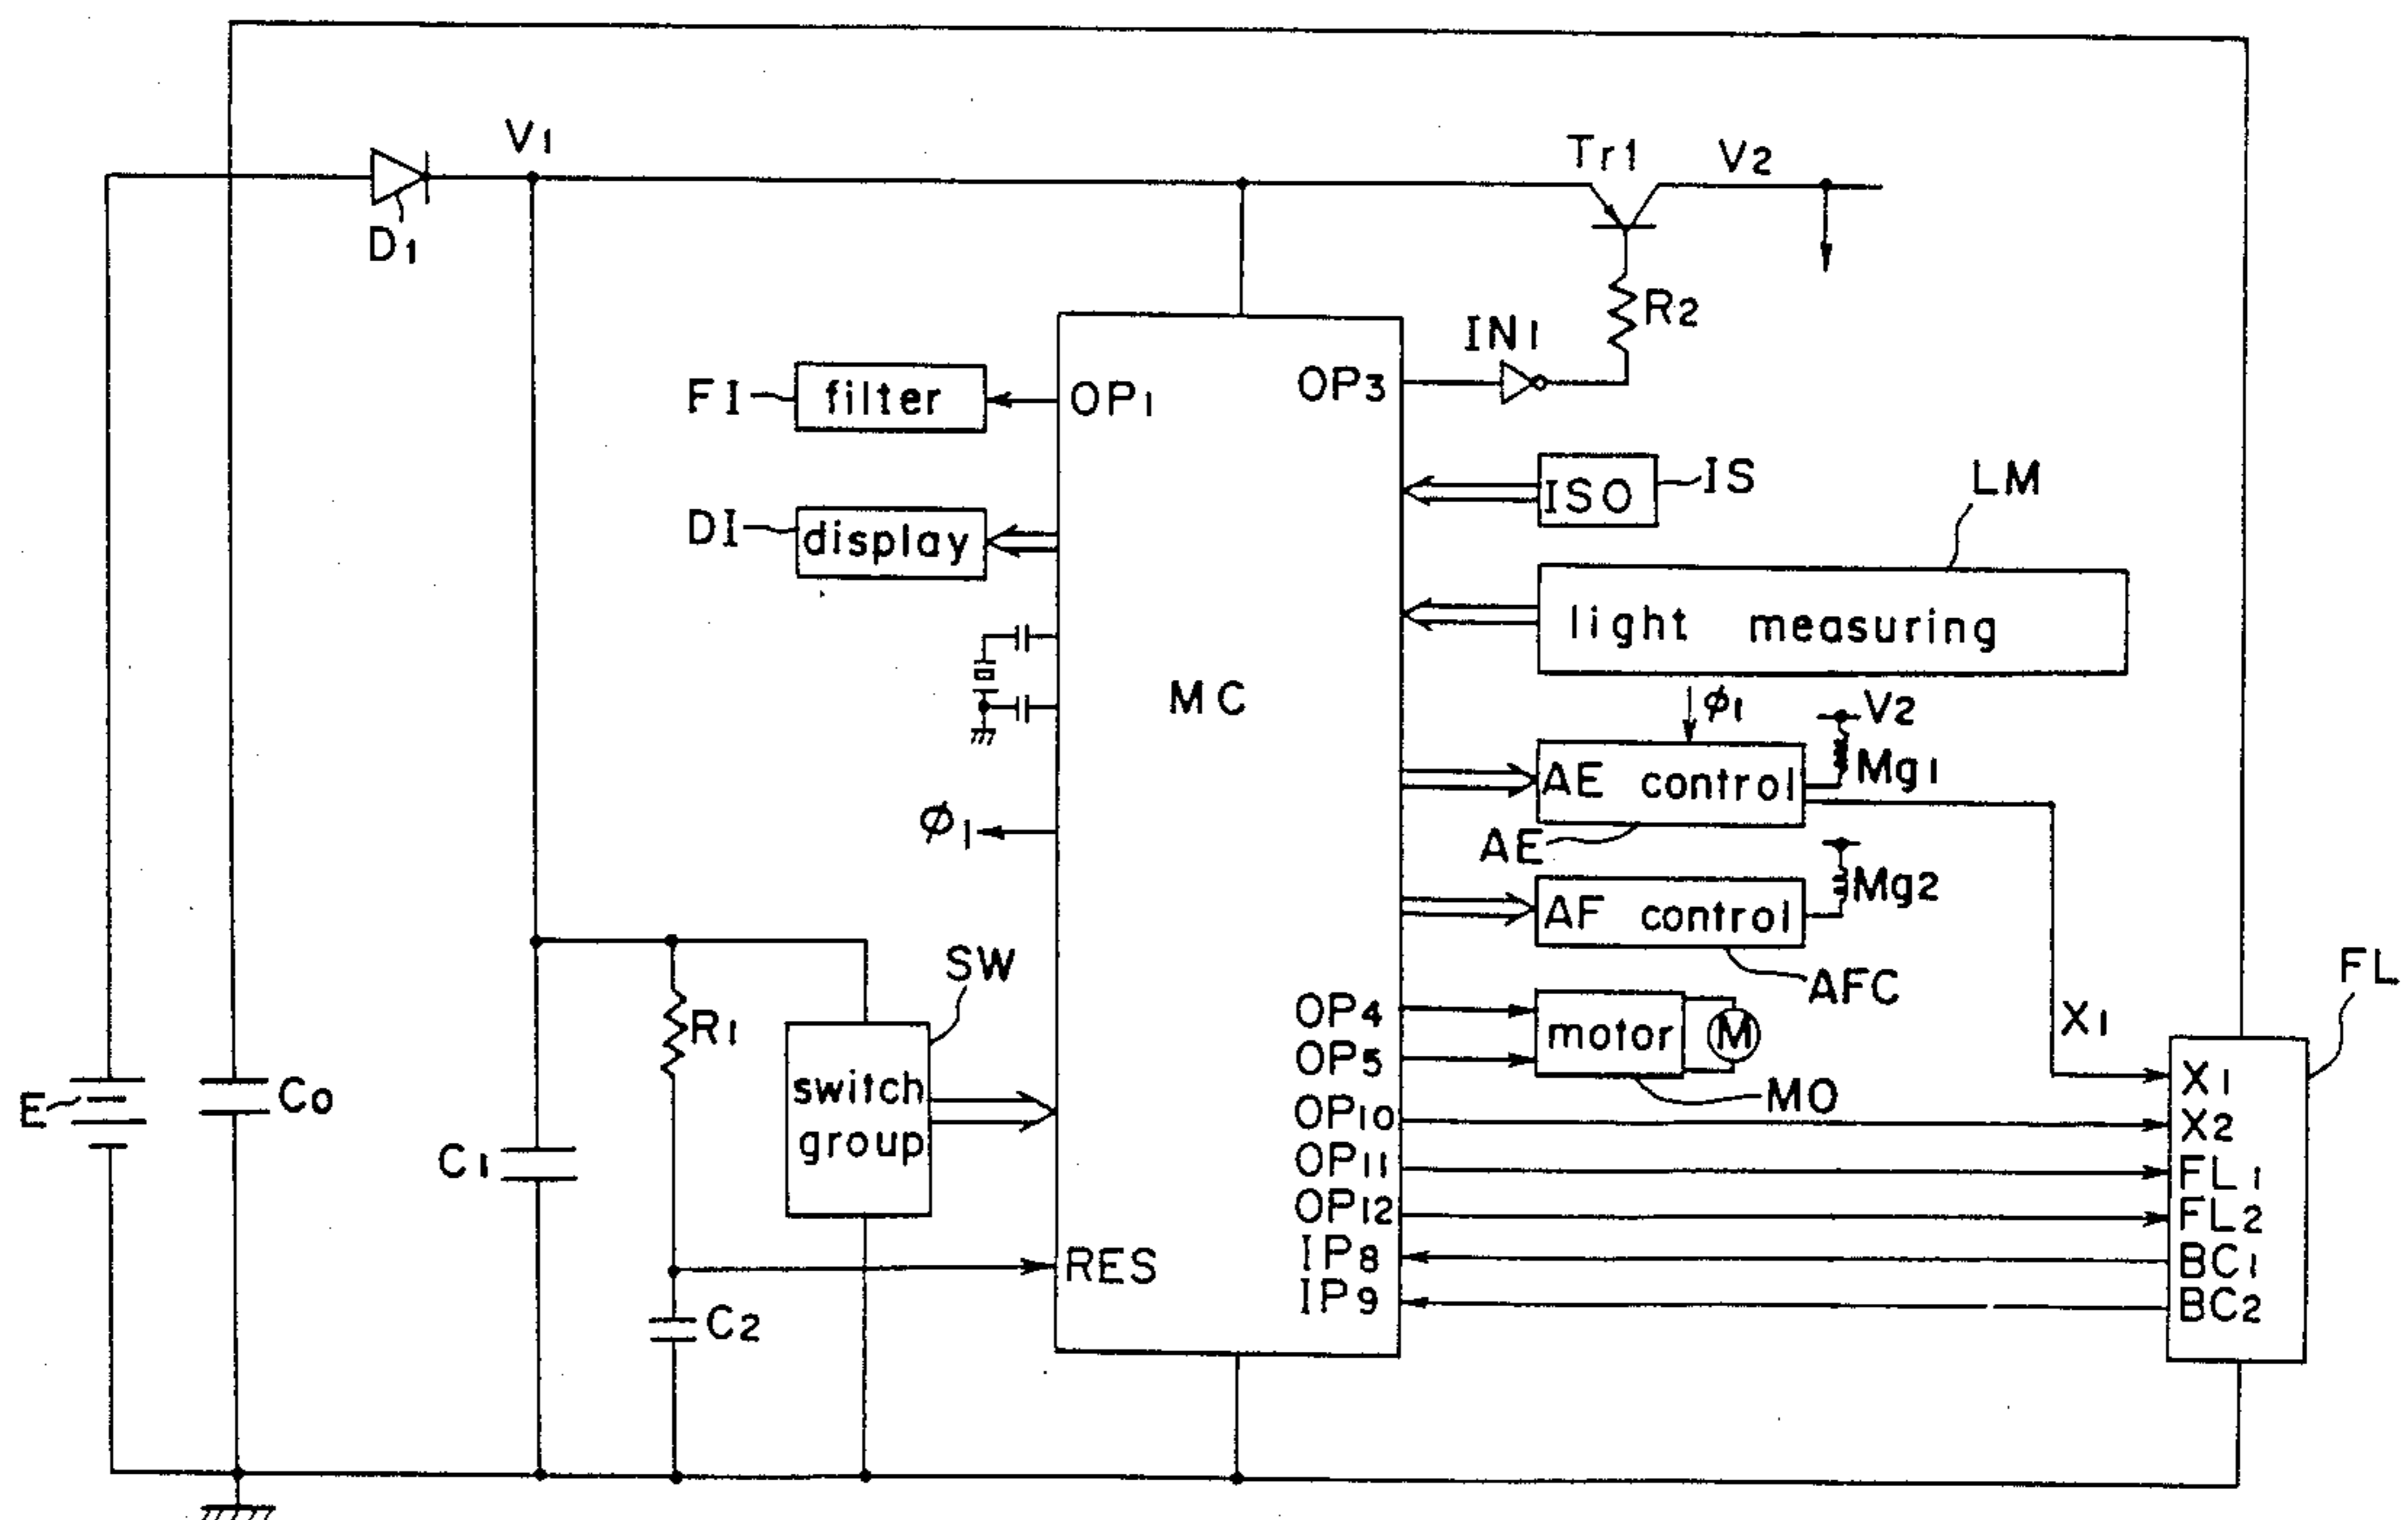 V1
Tr1
V2
D1
R2
IN1
FI
filter
OP1
OP3
ISO
IS
LM
DI
display
light measuring
MC
φ1
V2
AE control
Mg1
φ1
AE
Mg2
AF control
SW
AFC
FL
R1
OP4
motor
M
X1
switch
group
OP5
MO
X1
E
C0
OP10
X2
C1
OP11
FL1
OP12
FL2
RES
IP8
BC1
C2
IP9
BC2